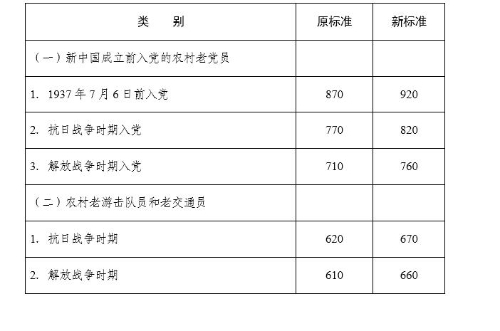 类 别 原标准 新标准
（一）新中国成立前入党的农村老党员
1. 1937 年 7 月 6 日前入党 870 920
2. 抗日战争时期入党 770 820
3. 解放战争时期入党 710 760
（二）农村老游击队员和老交通员
1. 抗日战争时期 620 670
2. 解放战争时期 610 660